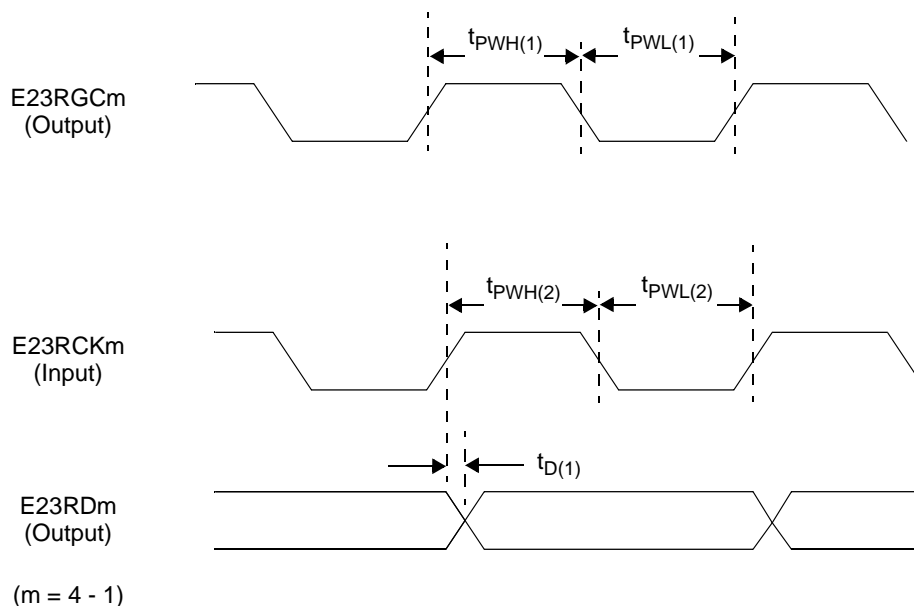 tPWH(1) tPWL(1)
E23RGCm
(Output)
tPWH(2) tPWL(2)
E23RCKm
(Input)
tD(1)
E23RDm
(Output)
(m = 4 - 1)